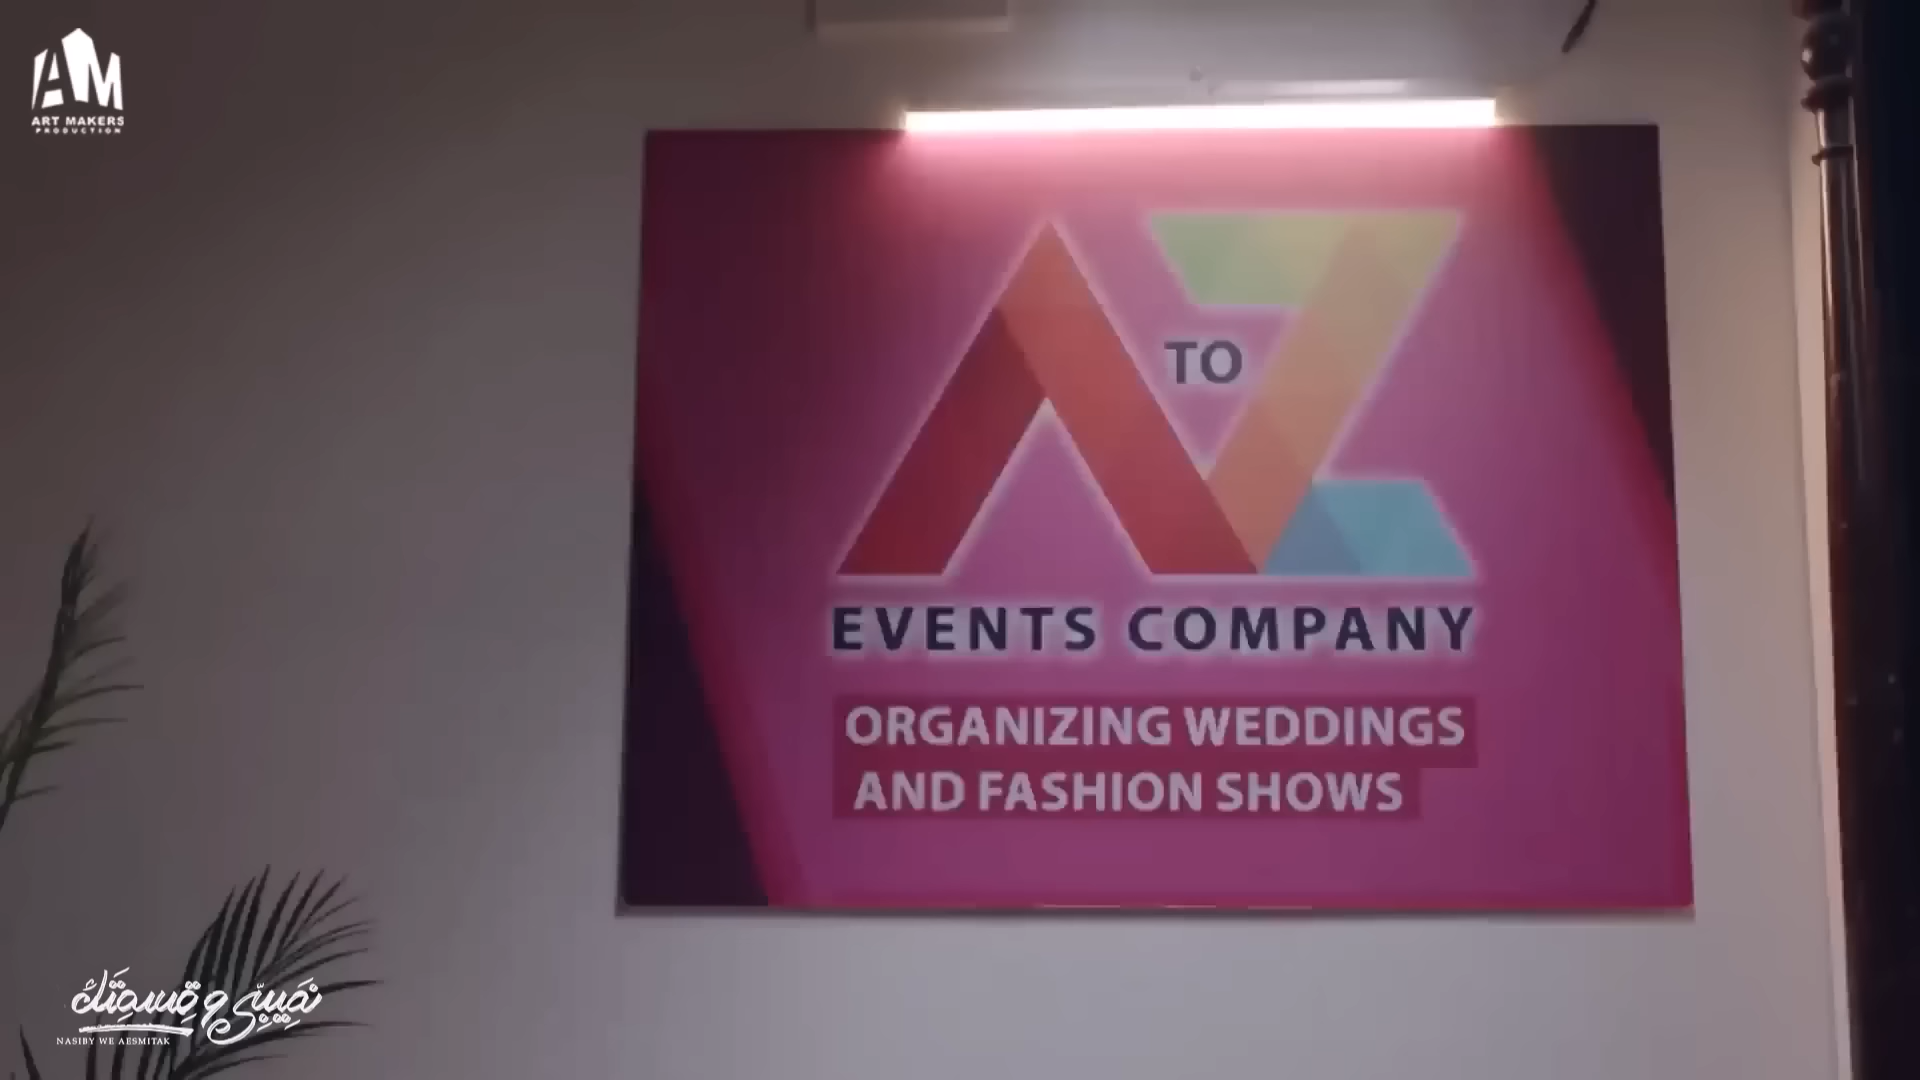 AM
ART MAKERS
PRODUCTION
A TO Z
EVENTS COMPANY
ORGANIZING WEDDINGS
AND FASHION SHOWS
نصيبي وقسمتك
NASIBY WE AESMITAK